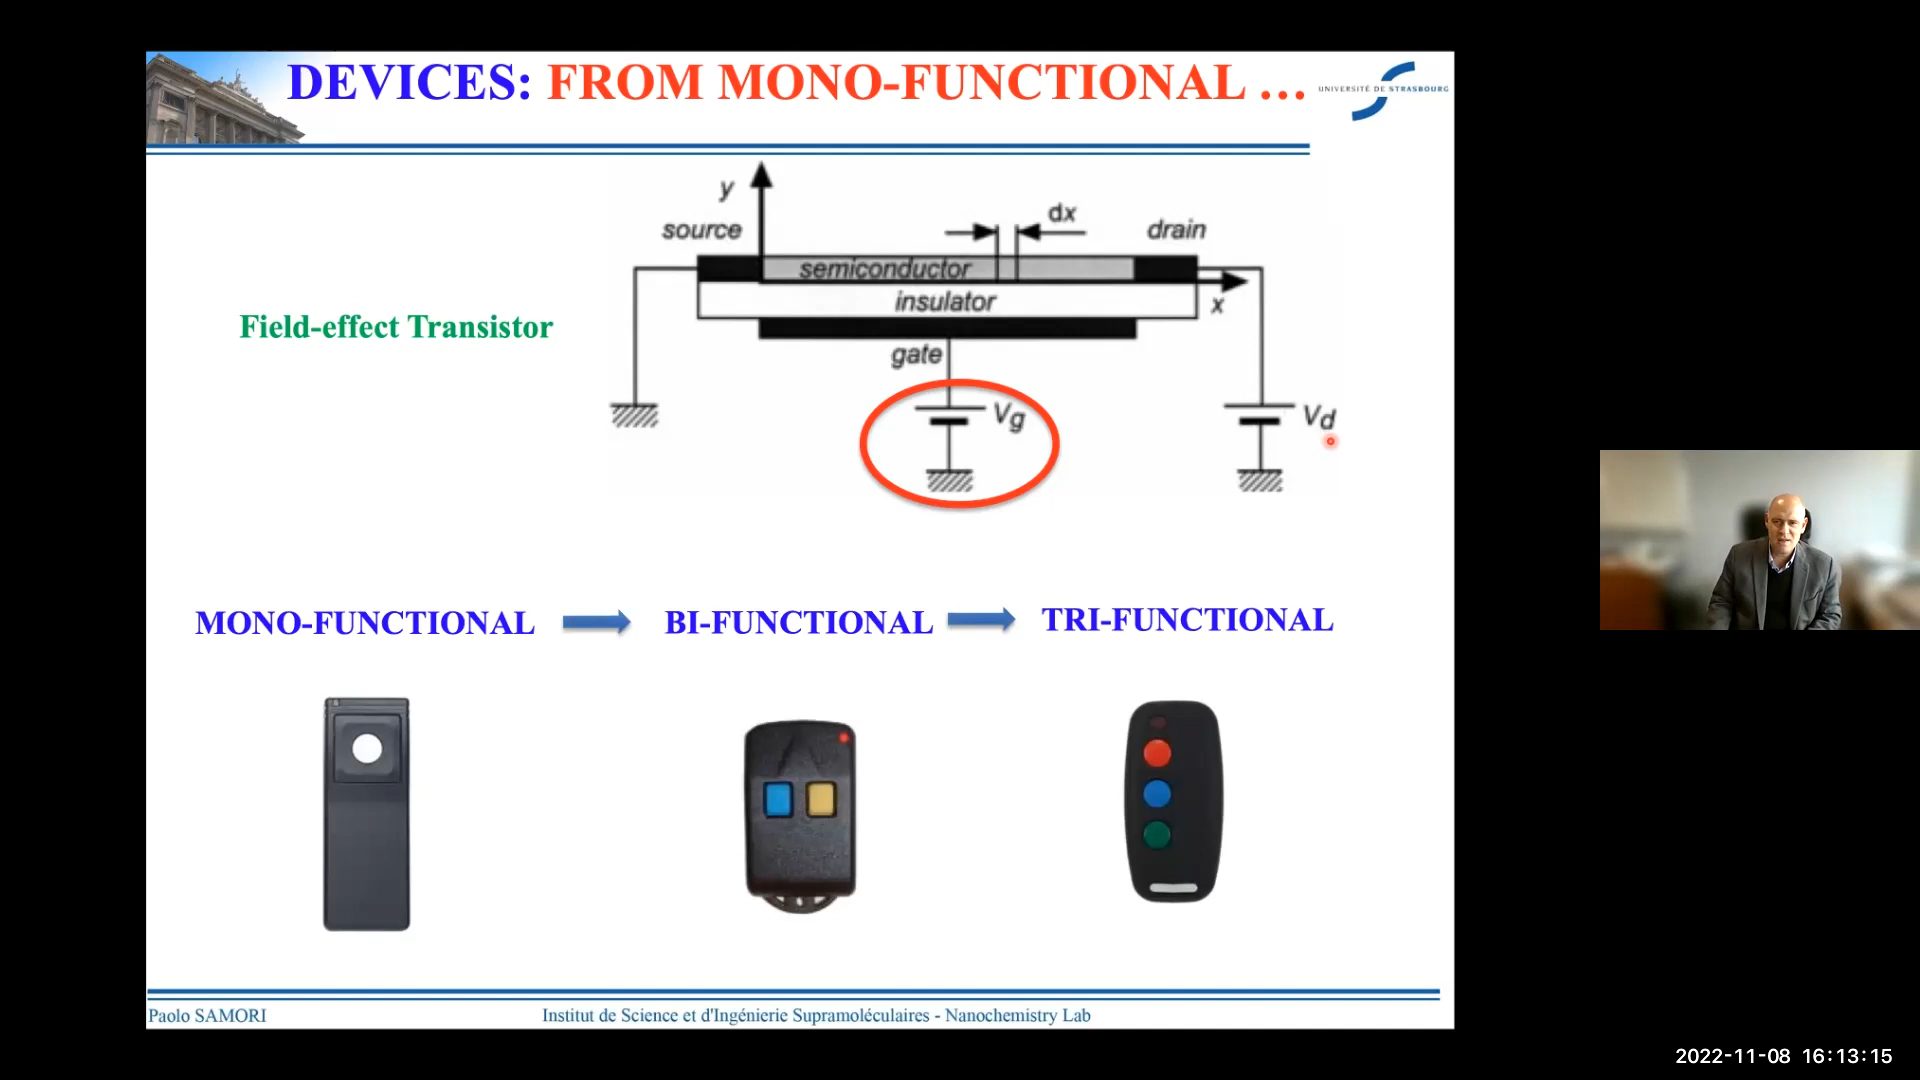 DEVICES: FROM MONO-FUNCTIONAL ...
UNIVERSITÉ DE STRASBOURG
y
dx
source
drain
semiconductor
insulator
x
Field-effect Transistor
gate
Vg
Vd
MONO-FUNCTIONAL
BI-FUNCTIONAL
TRI-FUNCTIONAL
Paolo SAMORI
Institut de Science et d'Ingénierie Supramoléculaires - Nanochemistry Lab
2022-11-08 16:13:15